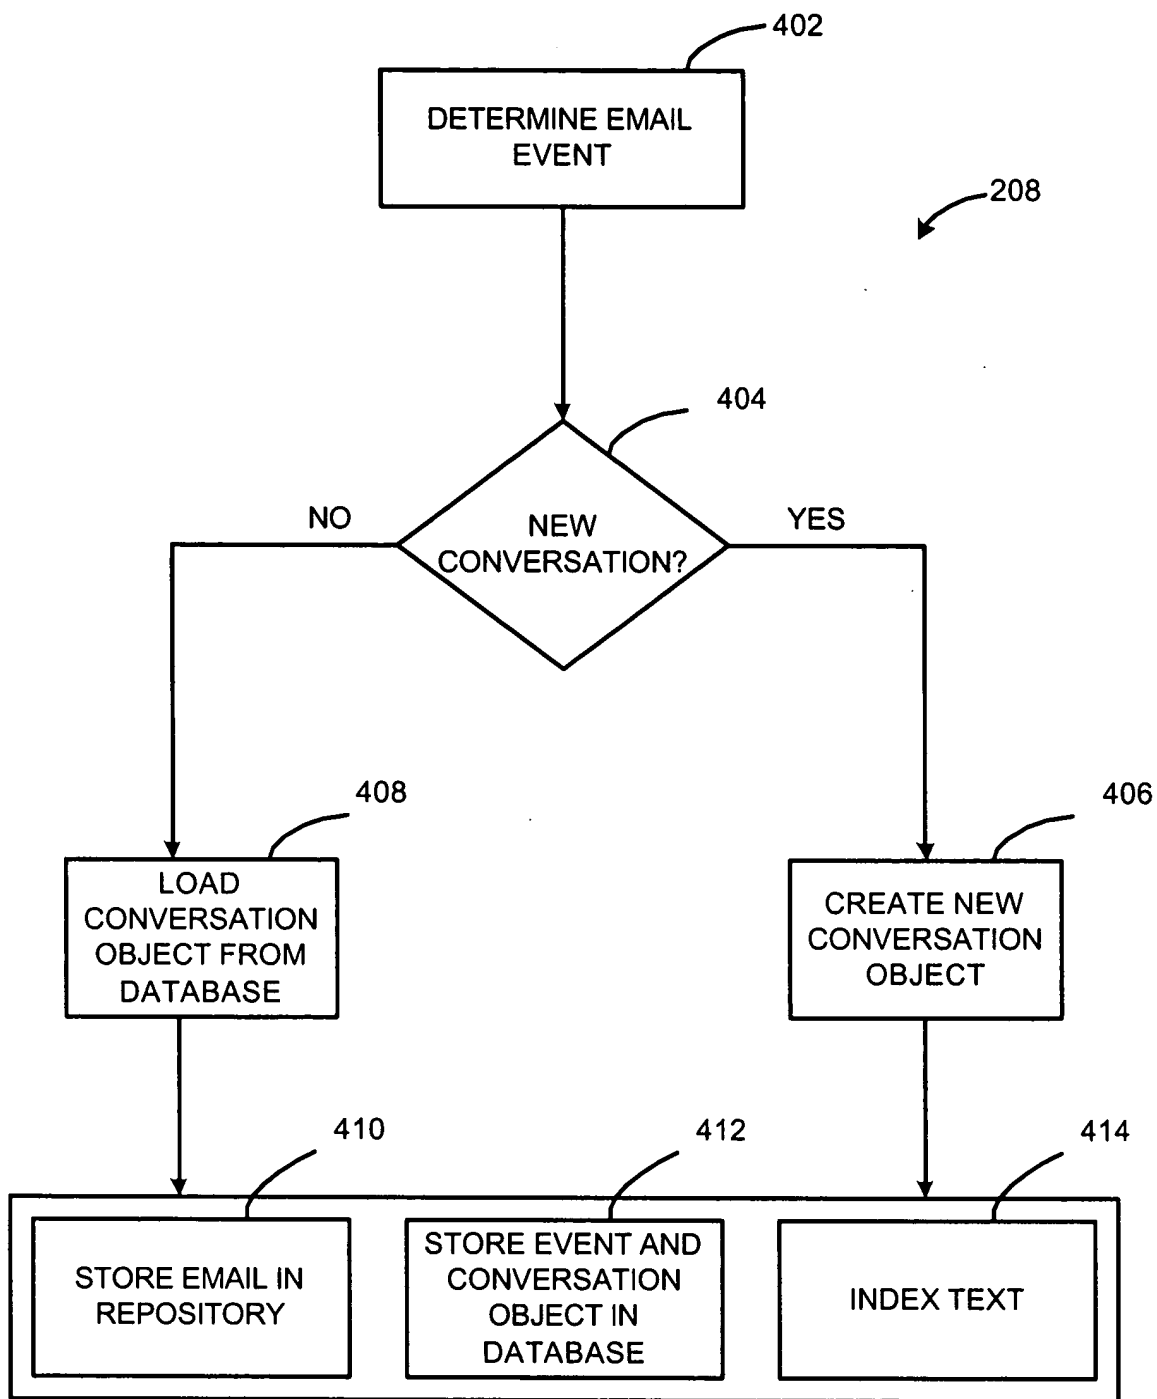 402
DETERMINE EMAIL
EVENT
208
404
NO
NEW
CONVERSATION?
YES
408
406
LOAD
CONVERSATION
OBJECT FROM
DATABASE
CREATE NEW
CONVERSATION
OBJECT
410
412
414
STORE EMAIL IN
REPOSITORY
STORE EVENT AND
CONVERSATION
OBJECT IN
DATABASE
INDEX TEXT